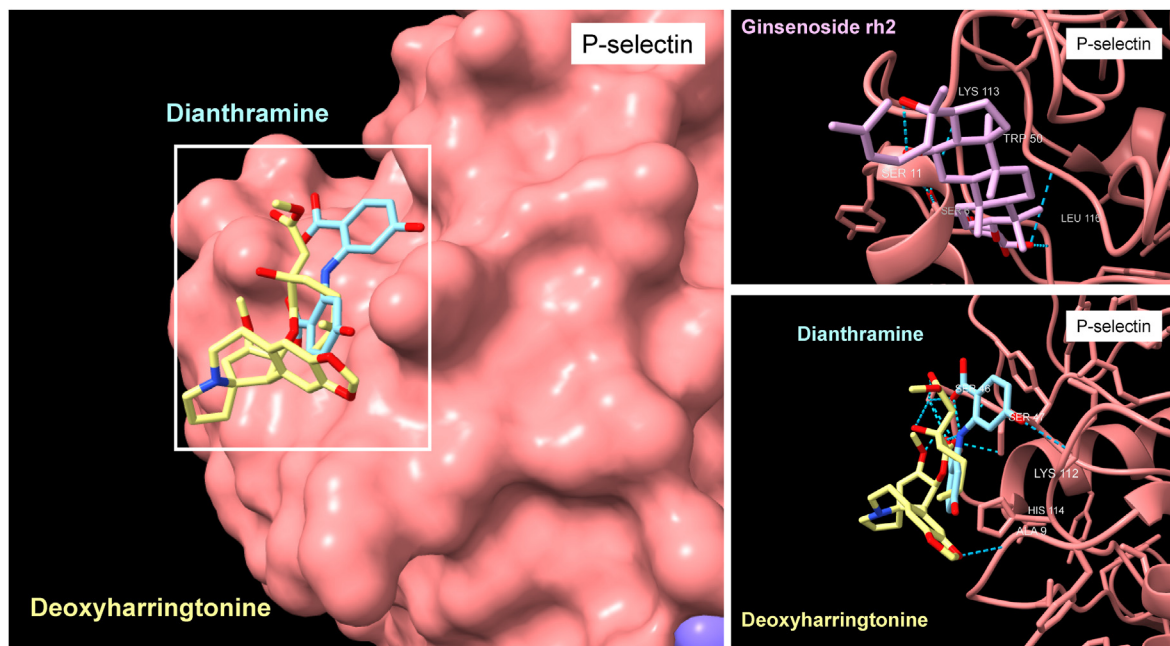 P-selectin
Dianthramine
Deoxyharringtonine
Ginsenoside rh2
P-selectin
LYS 113
TRP 50
SER 11
LEU 116
Dianthramine
P-selectin
SER 46
LYS 112
HIS 114
ALA 9
Deoxyharringtonine